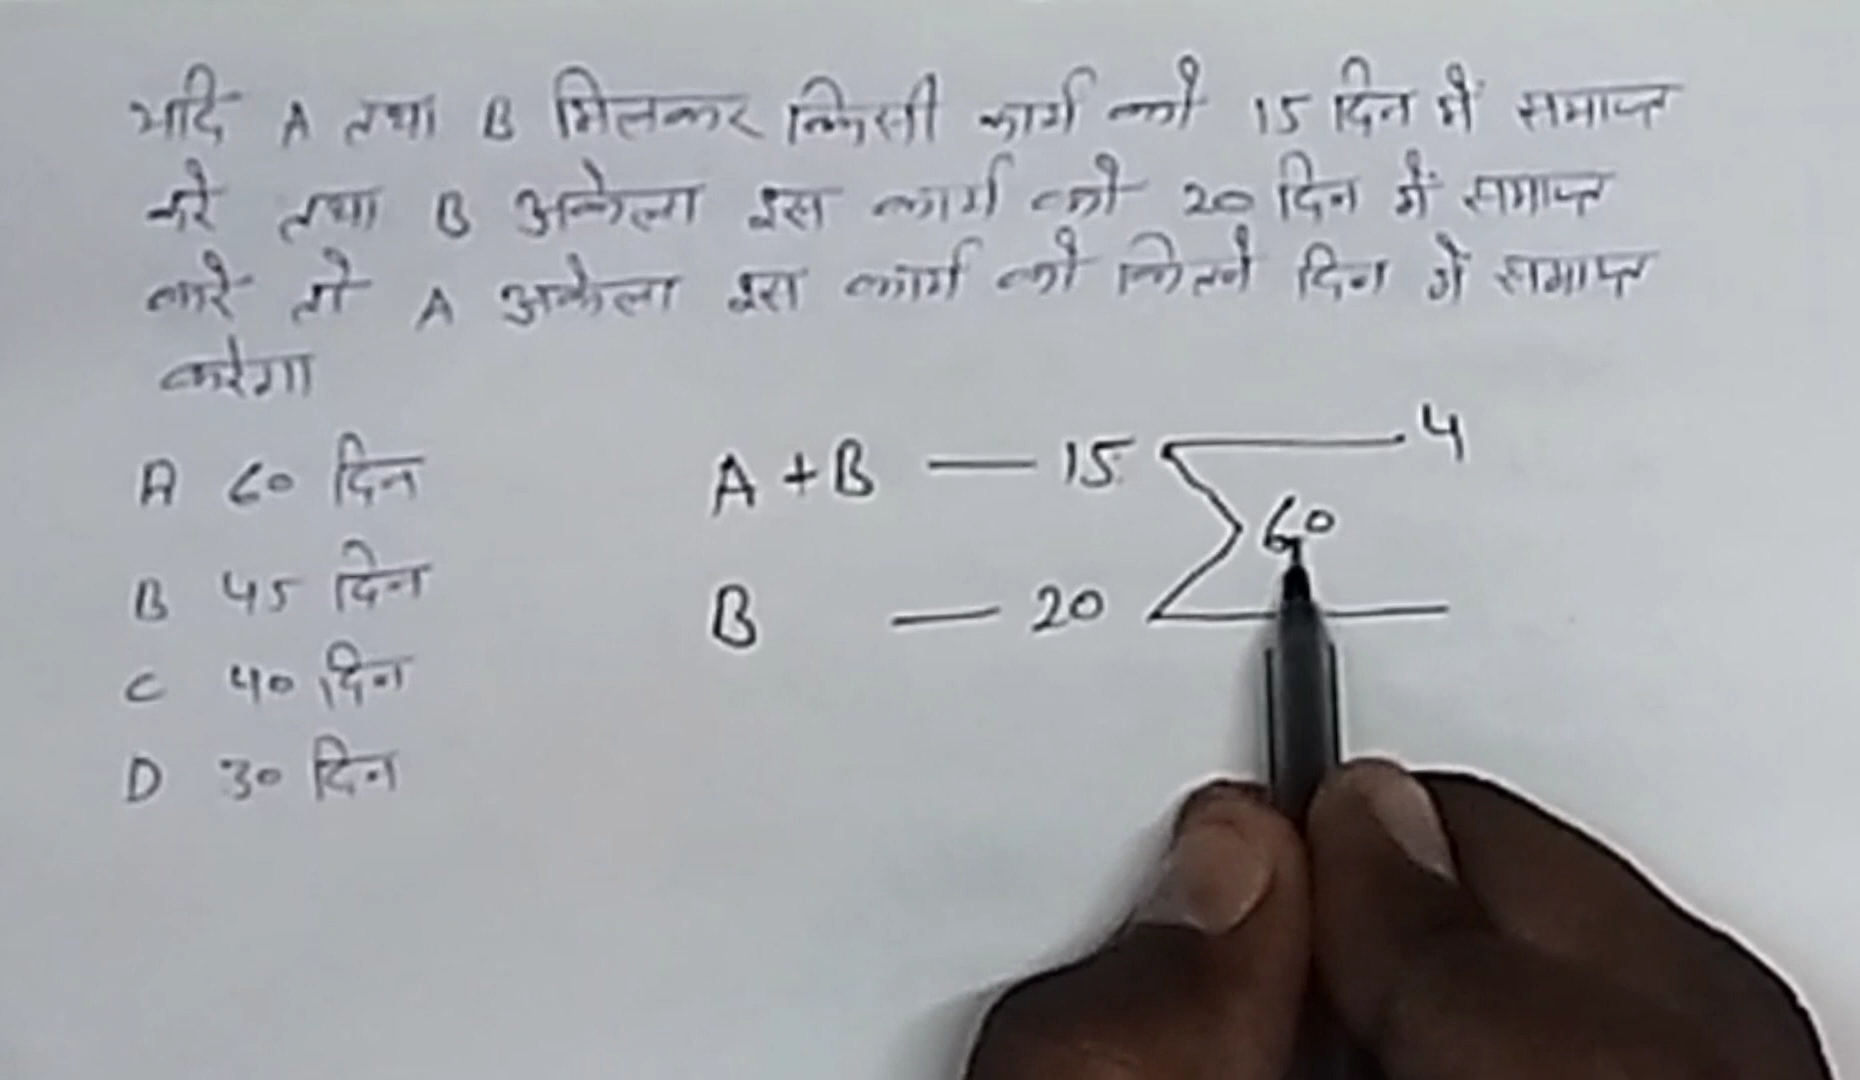 यदि A तथा B मिलकर किसी कार्य को 15 दिन में समाप्त
करे तथा B अकेला इस कार्य को 20 दिन में समाप्त
करे तो A अकेला इस कार्य को कितने दिन में समाप्त
करेगा
A 60 दिन
B 45 दिन
C 40 दिन
D 30 दिन
A + B — 15 4
60
B — 20